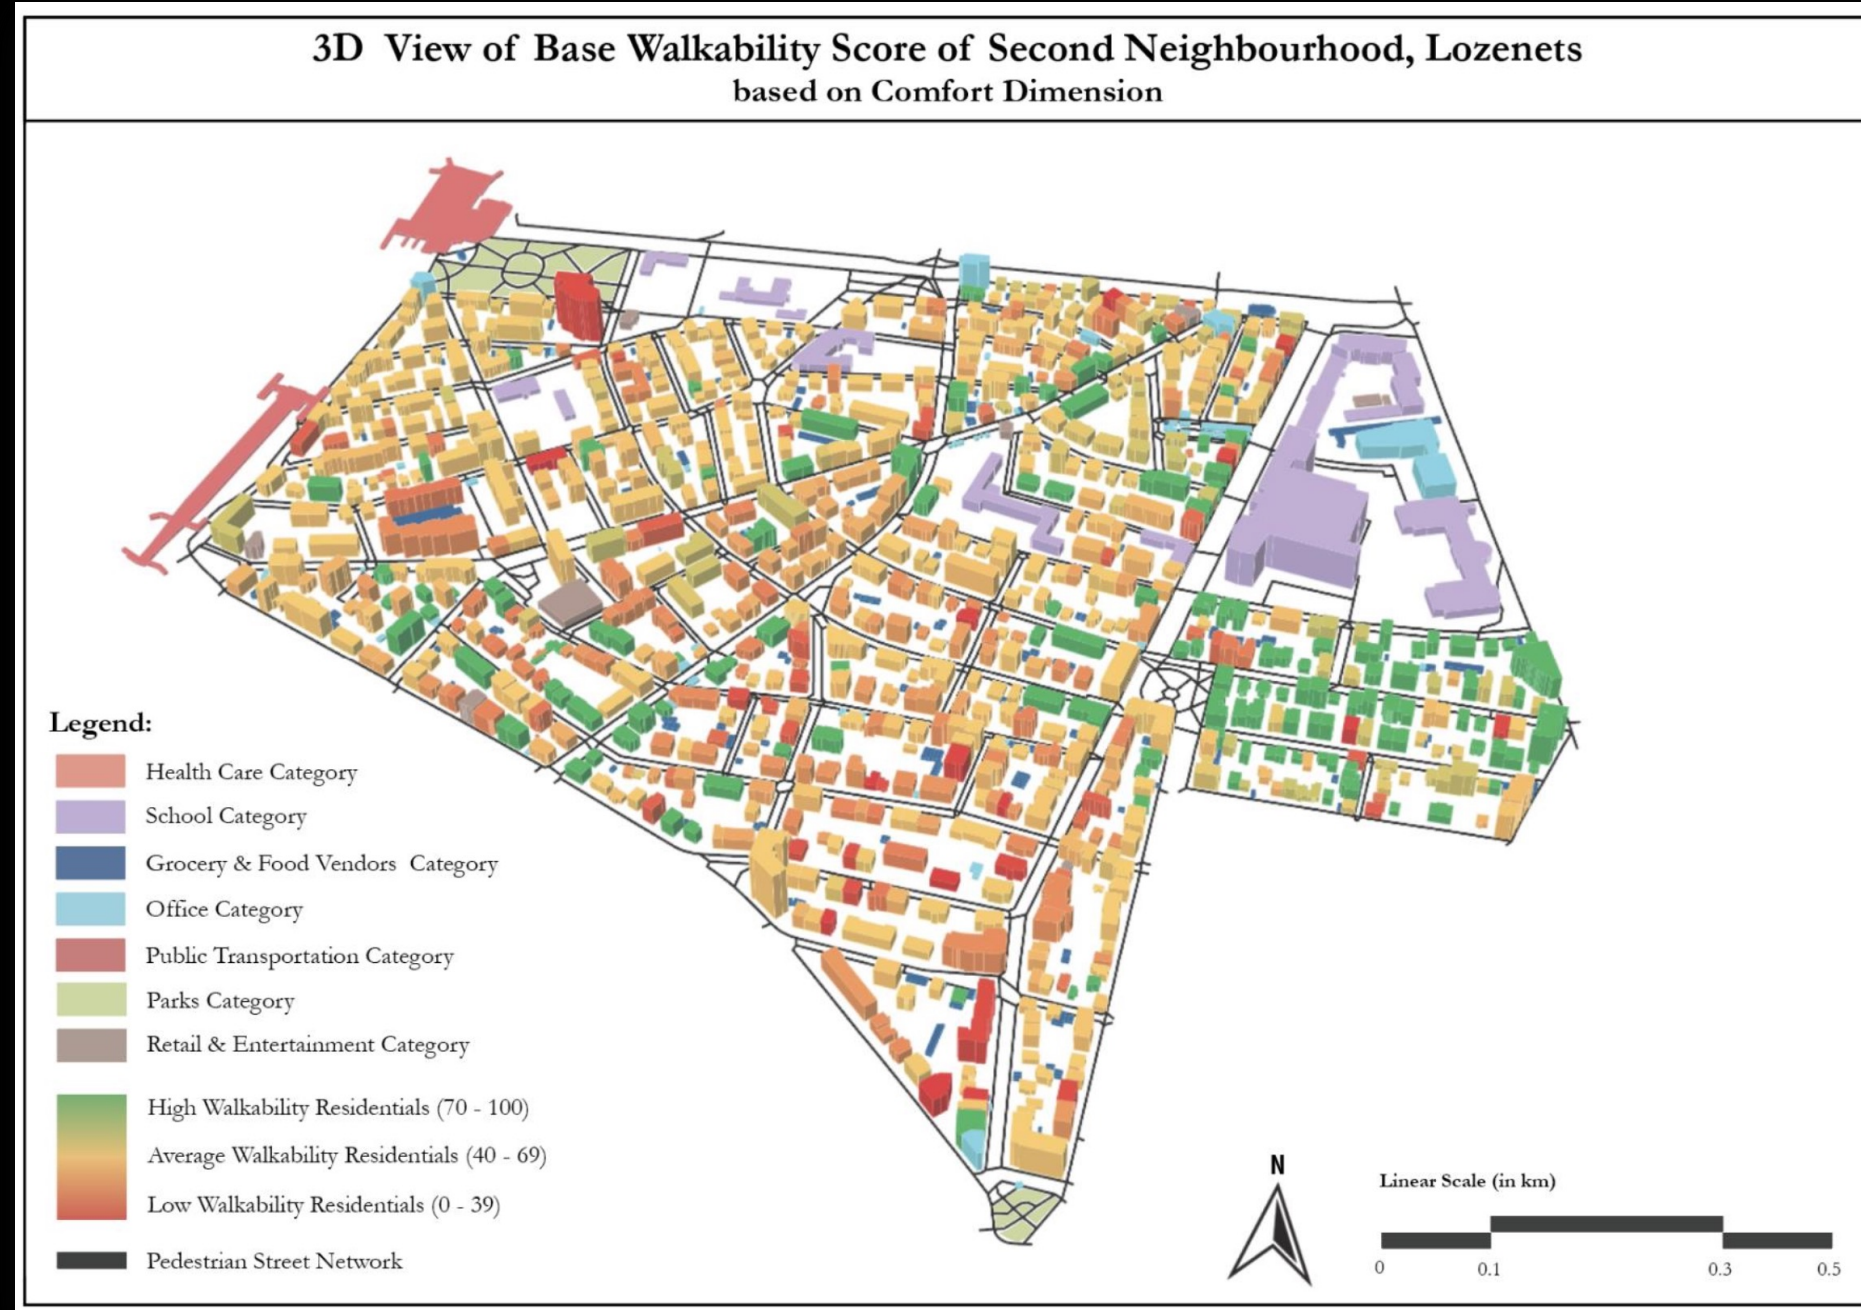 3D View of Base Walkability Score of Second Neighbourhood, Lozenets
based on Comfort Dimension
Legend:
Health Care Category
School Category
Grocery & Food Vendors Category
Office Category
Public Transportation Category
Parks Category
Retail & Entertainment Category
High Walkability Residentials (70 - 100)
Average Walkability Residentials (40 - 69)
Low Walkability Residentials (0 - 39)
Pedestrian Street Network
N
Linear Scale (in km)
0 0.1 0.3 0.5